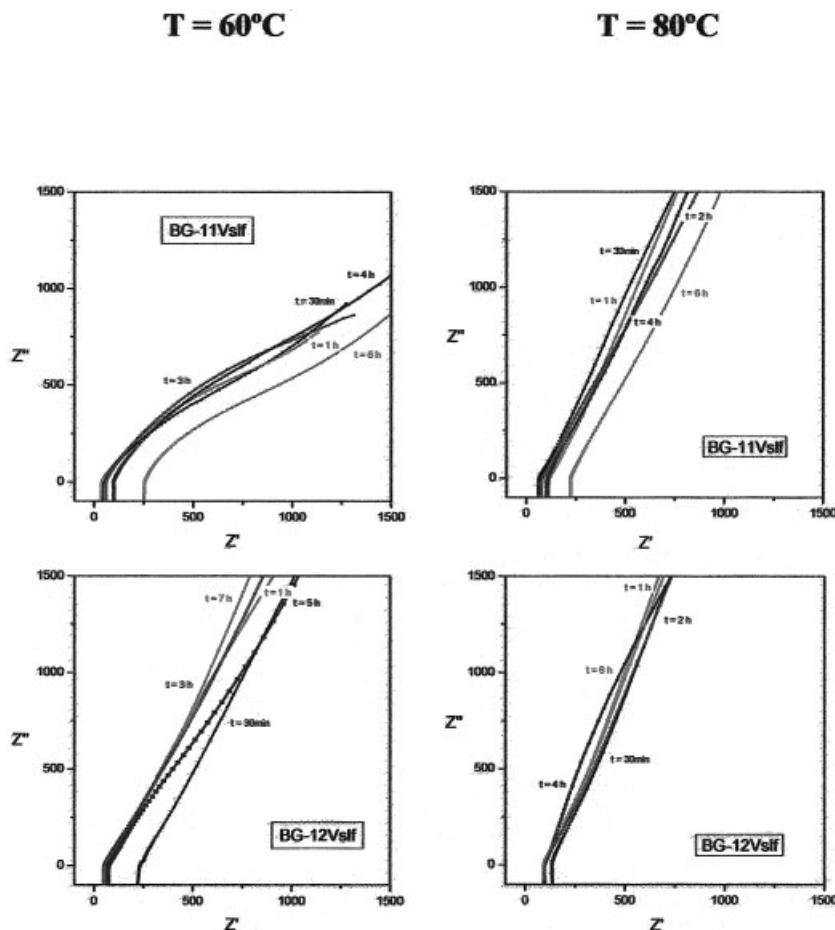 T = 60ºC
T = 80ºC
1500
1000
500
0
Z"
BG-11Vslf
t=4h
t=30min
t=1h
t=3h
t=6h
0
500
1000
1500
Z'
1500
1000
500
0
Z"
t=2h
t=30min
t=1h
t=6h
t=4h
BG-11Vslf
0
500
1000
1500
Z'
1500
1000
500
0
Z"
t=7h
t=1h
t=5h
t=3h
t=30min
BG-12Vslf
0
500
1000
1500
Z'
1500
1000
500
0
Z"
t=1h
t=2h
t=6h
t=30min
t=4h
BG-12Vslf
0
500
1000
1500
Z'